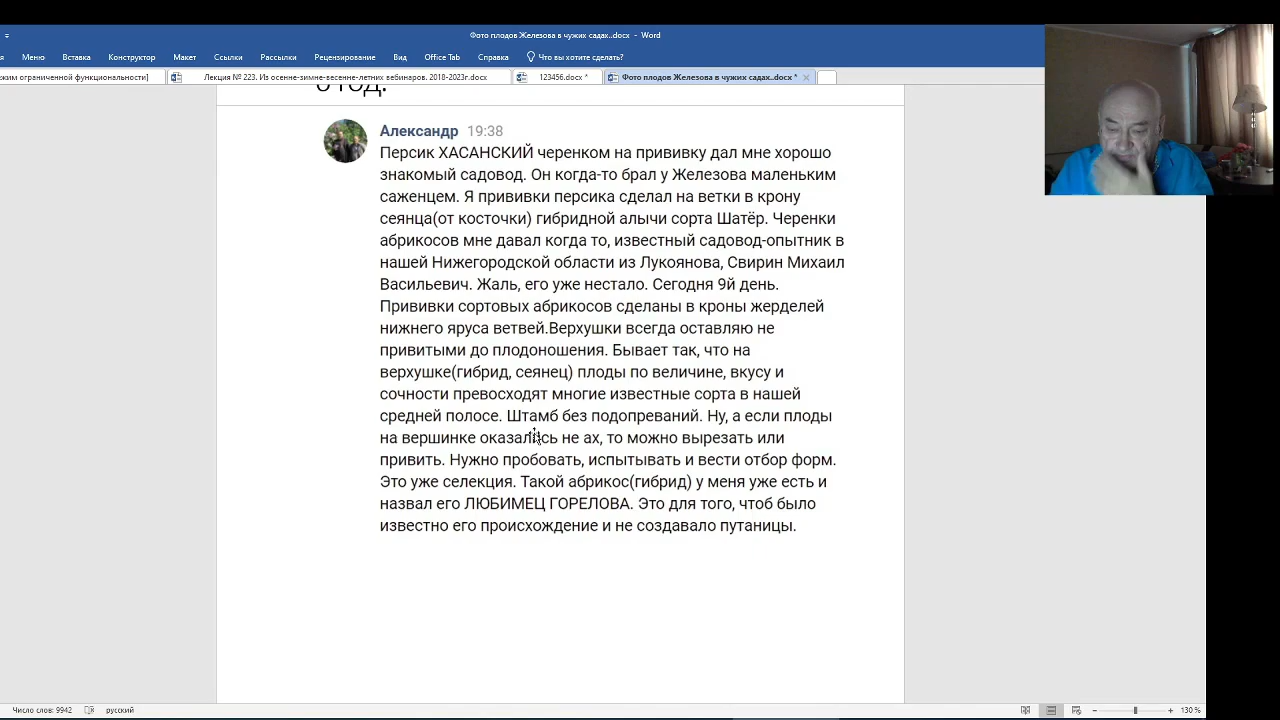 Фото плодов Железова в чужих садах..docx - Word
Меню Вставка Конструктор Макет Ссылки Рассылки Рецензирование Вид Office Tab Справка Что вы хотите сделать?
ким ограниченной функциональности] Лекция № 223. Из осенне-зимне-весенне-летних вебинаров. 2018-2023г.docx 123456.docx * Фото плодов Железова в чужих садах..docx *
Александр 19:38
Персик ХАСАНСКИЙ черенком на прививку дал мне хорошо
знакомый садовод. Он когда-то брал у Железова маленьким
саженцем. Я прививки персика сделал на ветки в крону
сеянца(от косточки) гибридной алычи сорта Шатёр. Черенки
абрикосов мне давал когда то, известный садовод-опытник в
нашей Нижегородской области из Лукоянова, Свирин Михаил
Васильевич. Жаль, его уже нестало. Сегодня 9й день.
Прививки сортовых абрикосов сделаны в кроны жерделей
нижнего яруса ветвей.Верхушки всегда оставляю не
привитыми до плодоношения. Бывает так, что на
верхушке(гибрид, сеянец) плоды по величине, вкусу и
сочности превосходят многие известные сорта в нашей
средней полосе. Штамб без подопреваний. Ну, а если плоды
на вершинке оказались не ах, то можно вырезать или
привить. Нужно пробовать, испытывать и вести отбор форм.
Это уже селекция. Такой абрикос(гибрид) у меня уже есть и
назвал его ЛЮБИМЕЦ ГОРЕЛОВА. Это для того, чтоб было
известно его происхождение и не создавало путаницы.
Число слов: 9942 русский 130 %